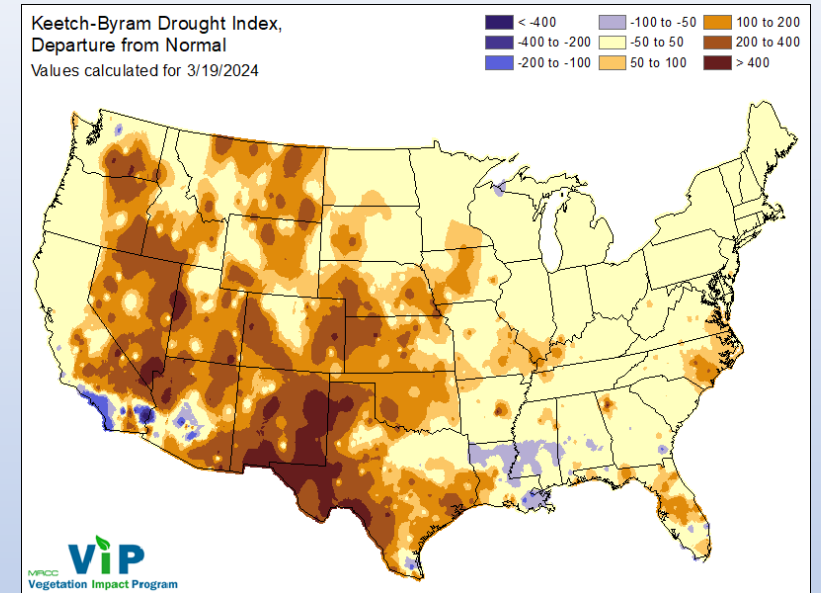 Keetch-Byram Drought Index,
Departure from Normal
Values calculated for 3/19/2024
< -400
-400 to -200
-200 to -100
-100 to -50
-50 to 50
50 to 100
100 to 200
200 to 400
> 400
MRCC ViP
Vegetation Impact Program